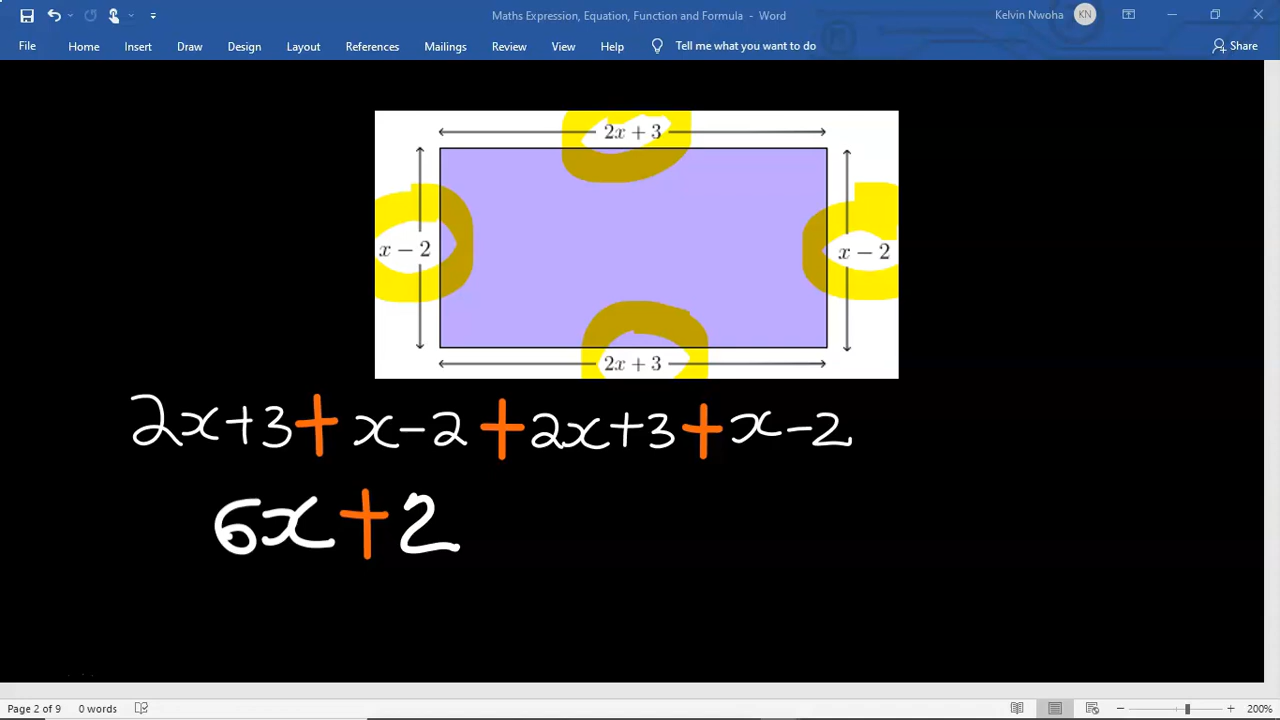 Maths Expression, Equation, Function and Formula - Word
Kelvin Nwoha KN
File Home Insert Draw Design Layout References Mailings Review View Help Tell me what you want to do Share
2x + 3
x − 2
x − 2
2x + 3
2x+3+x-2+2x+3+x-2
6x+2
Page 2 of 9 0 words 200%